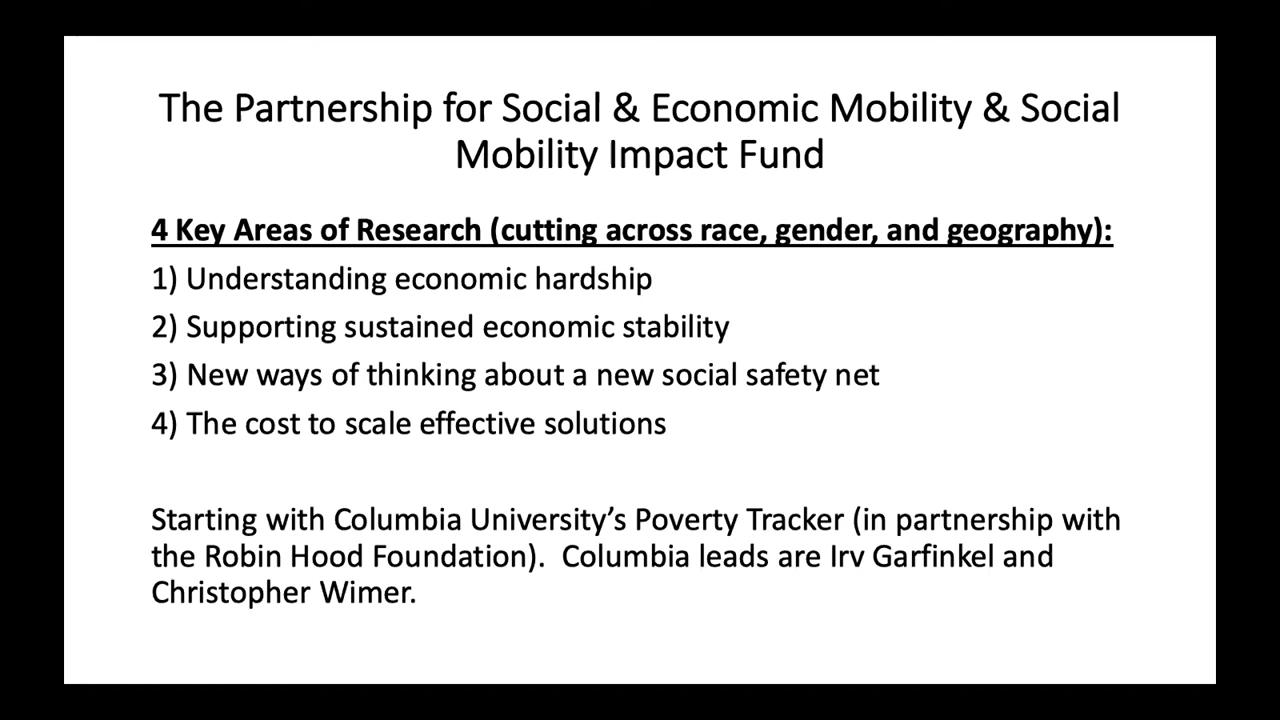 The Partnership for Social & Economic Mobility & Social
Mobility Impact Fund
4 Key Areas of Research (cutting across race, gender, and geography):
1) Understanding economic hardship
2) Supporting sustained economic stability
3) New ways of thinking about a new social safety net
4) The cost to scale effective solutions
Starting with Columbia University’s Poverty Tracker (in partnership with
the Robin Hood Foundation).  Columbia leads are Irv Garfinkel and
Christopher Wimer.